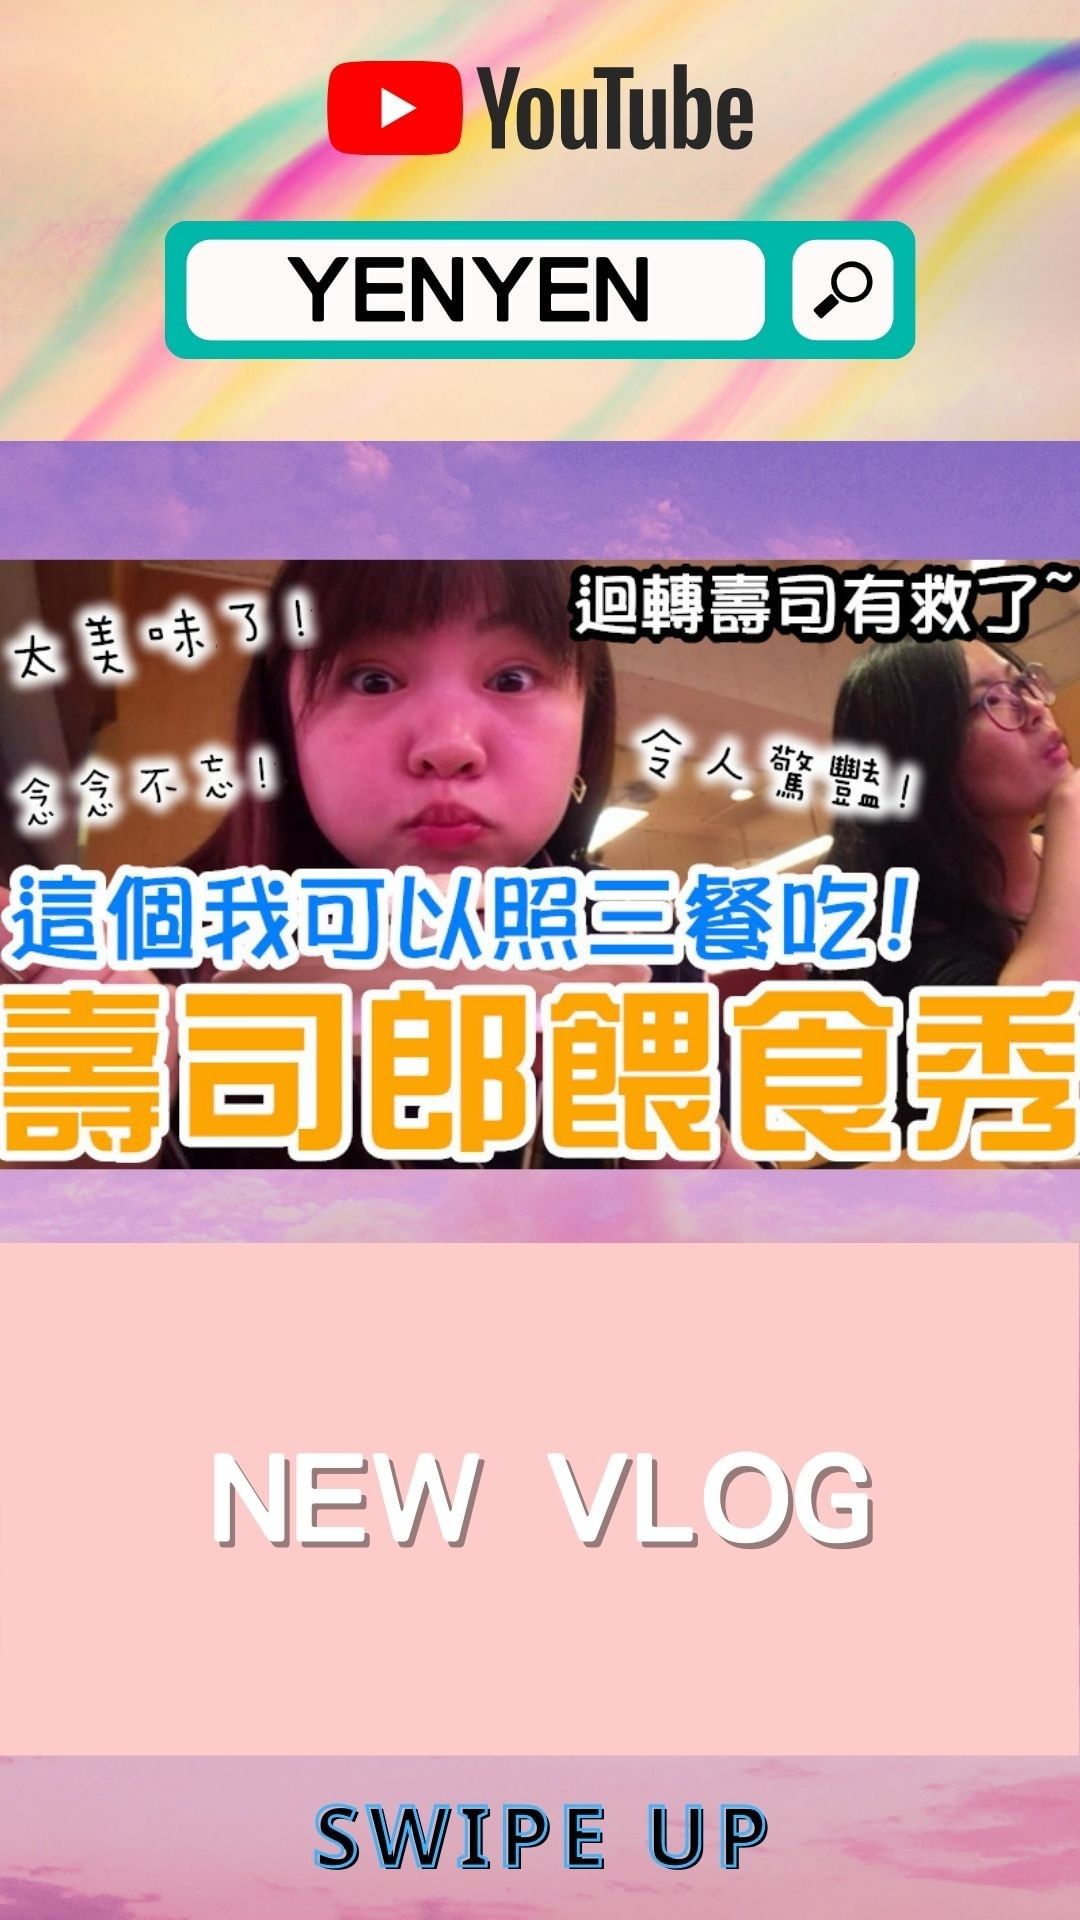 YouTube
YENYEN
迴轉壽司有救了~
太美味了!
念念不忘!
令人驚豔!
這個我可以照三餐吃!
壽司郎餵食秀
NEW VLOG
SWIPE UP